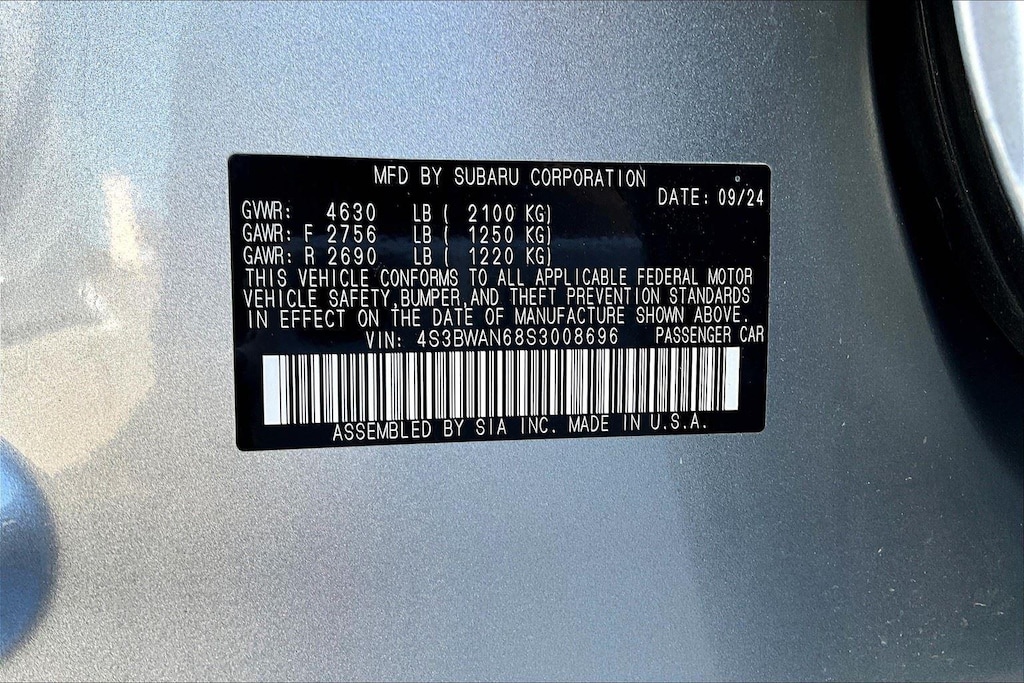 MFD BY SUBARU CORPORATION
DATE: 09/24
GVWR: 4630 LB ( 2100 KG)
GAWR: F 2756 LB ( 1250 KG)
GAWR: R 2690 LB ( 1220 KG)
THIS VEHICLE CONFORMS TO ALL APPLICABLE FEDERAL MOTOR
VEHICLE SAFETY,BUMPER,AND THEFT PREVENTION STANDARDS
IN EFFECT ON THE DATE OF MANUFACTURE SHOWN ABOVE.
VIN: 4S3BWAN68S3008696 PASSENGER CAR
ASSEMBLED BY SIA INC. MADE IN U.S.A.